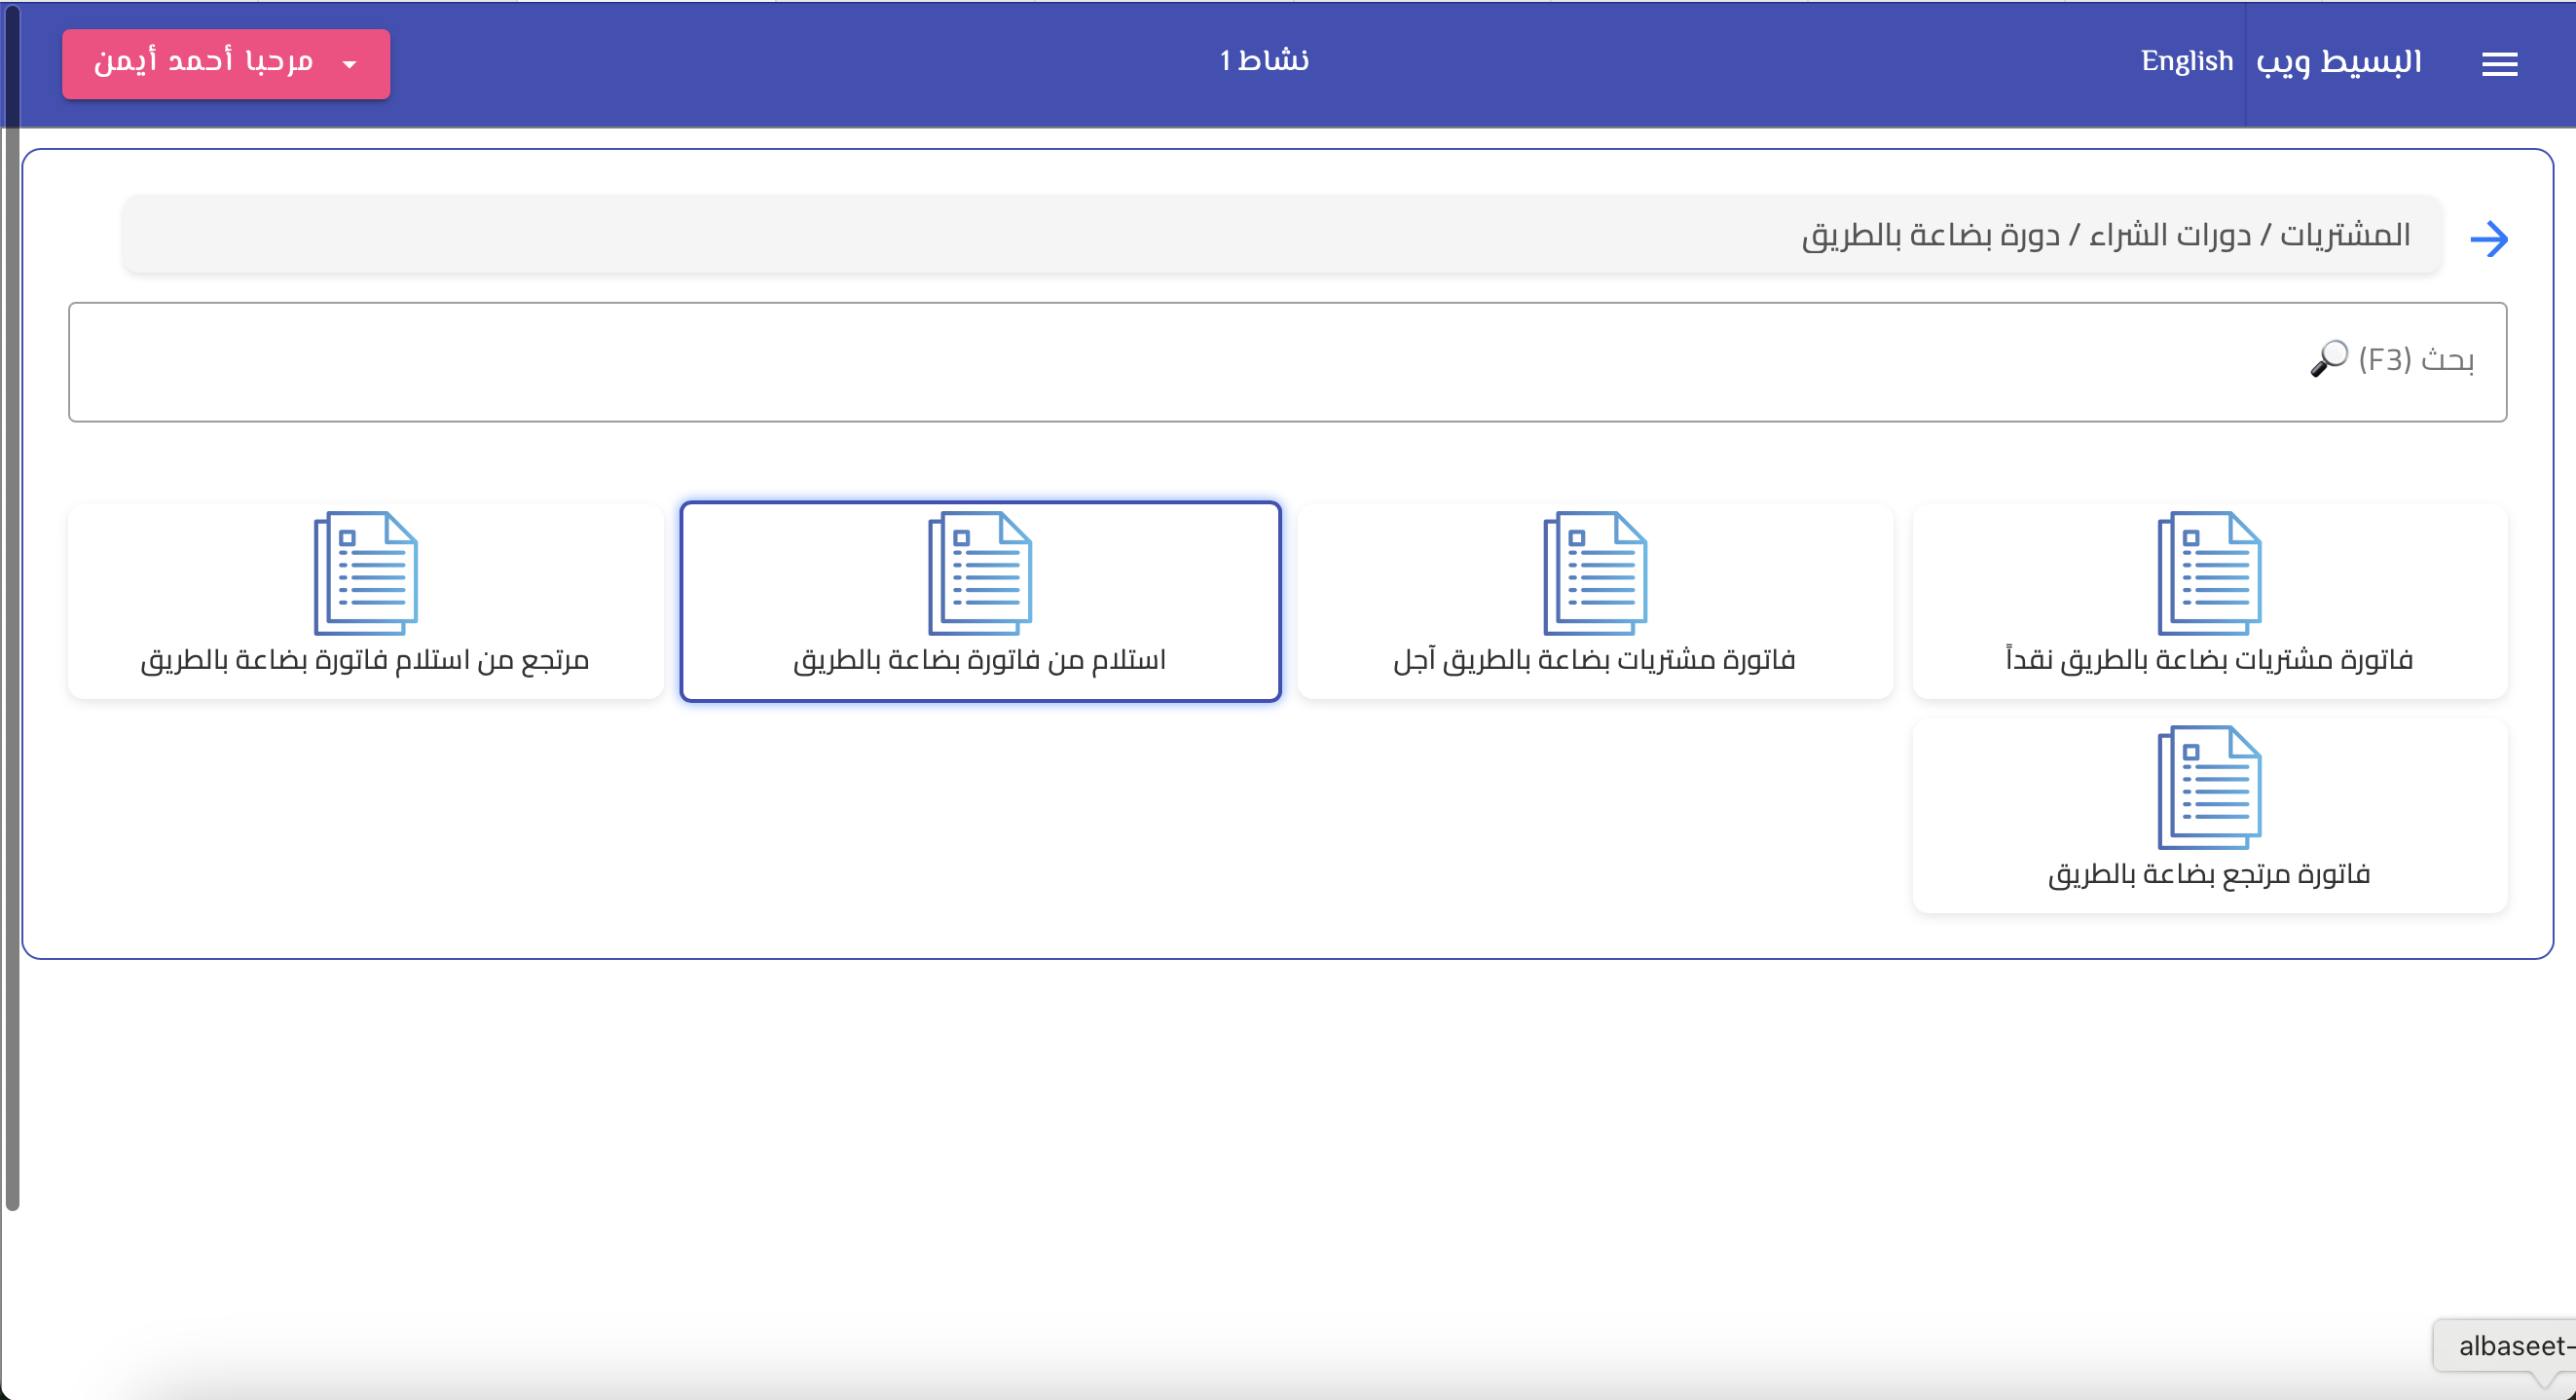 البسيط ويب
English
نشاط 1
مرحبا أحمد أيمن
المشتريات / دورات الشراء / دورة بضاعة بالطريق
بحث (F3) 🔎
فاتورة مشتريات بضاعة بالطريق نقداً
فاتورة مشتريات بضاعة بالطريق آجل
استلام من فاتورة بضاعة بالطريق
مرتجع من استلام فاتورة بضاعة بالطريق
فاتورة مرتجع بضاعة بالطريق
albaseet-